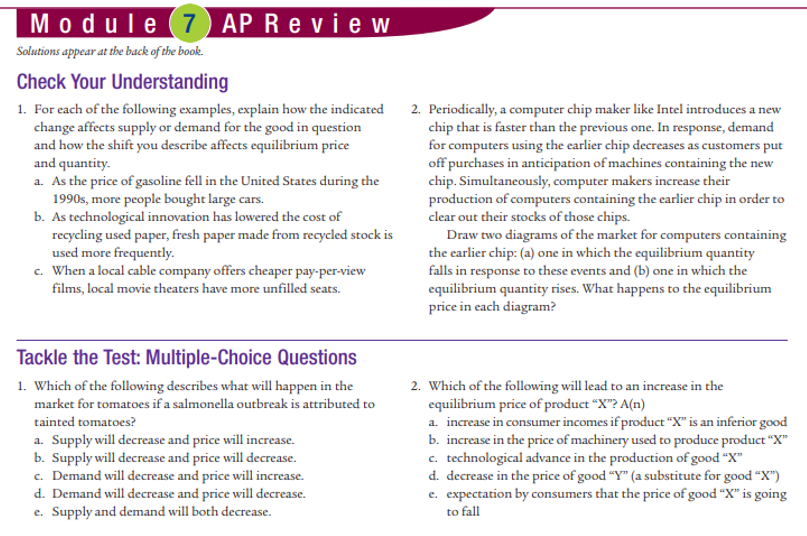 Module 7 AP Review
Solutions appear at the back of the book.
Check Your Understanding
1. For each of the following examples, explain how the indicated
change affects supply or demand for the good in question
and how the shift you describe affects equilibrium price
and quantity.
a. As the price of gasoline fell in the United States during the
1990s, more people bought large cars.
b. As technological innovation has lowered the cost of
recycling used paper, fresh paper made from recycled stock is
used more frequently.
c. When a local cable company offers cheaper pay-per-view
films, local movie theaters have more unfilled seats.
2. Periodically, a computer chip maker like Intel introduces a new
chip that is faster than the previous one. In response, demand
for computers using the earlier chip decreases as customers put
off purchases in anticipation of machines containing the new
chip. Simultaneously, computer makers increase their
production of computers containing the earlier chip in order to
clear out their stocks of those chips.
Draw two diagrams of the market for computers containing
the earlier chip: (a) one in which the equilibrium quantity
falls in response to these events and (b) one in which the
equilibrium quantity rises. What happens to the equilibrium
price in each diagram?
Tackle the Test: Multiple-Choice Questions
1. Which of the following describes what will happen in the
market for tomatoes if a salmonella outbreak is attributed to
tainted tomatoes?
a. Supply will decrease and price will increase.
b. Supply will decrease and price will decrease.
c. Demand will decrease and price will increase.
d. Demand will decrease and price will decrease.
e. Supply and demand will both decrease.
2. Which of the following will lead to an increase in the
equilibrium price of product “X”? A(n)
a. increase in consumer incomes if product “X” is an inferior good
b. increase in the price of machinery used to produce product “X”
c. technological advance in the production of good “X”
d. decrease in the price of good “Y” (a substitute for good “X”)
e. expectation by consumers that the price of good “X” is going
to fall